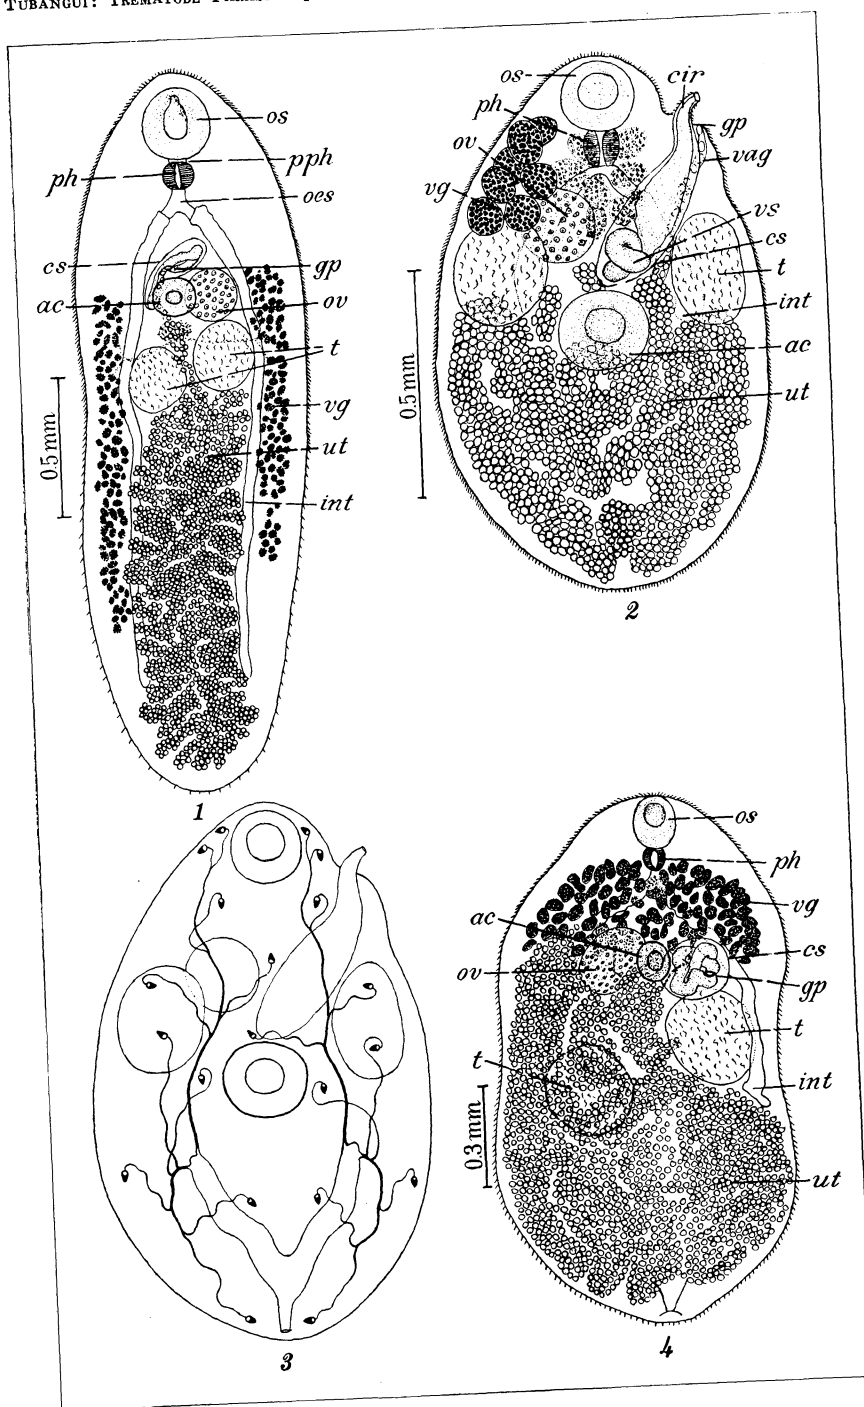 TUBANGUI: TREMATODE
os
pph
ph
oes
cs
gp
ac
ov
t
vg
ut
int
0.5 mm
1
os
cir
ph
gp
ov
vag
vg
vs
cs
t
int
ac
ut
0.5 mm
2
3
os
ph
vg
ac
cs
ov
gp
t
t
int
0.3 mm
ut
4